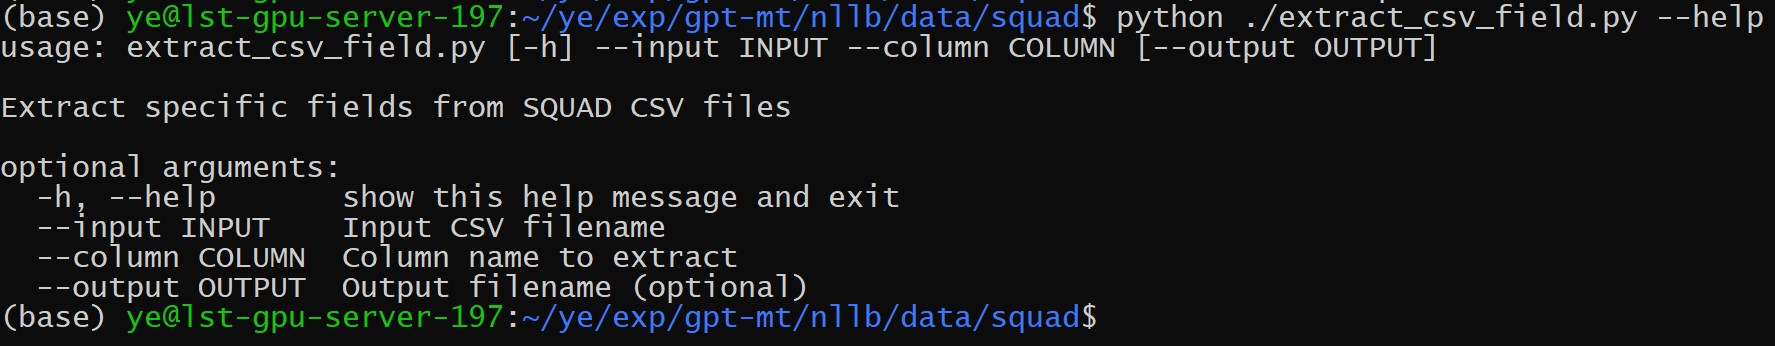 (base) ye@lst-gpu-server-197:~/ye/exp/gpt-mt/nllb/data/squad$ python ./extract_csv_field.py --help
usage: extract_csv_field.py [-h] --input INPUT --column COLUMN [--output OUTPUT]

Extract specific fields from SQUAD CSV files

optional arguments:
  -h, --help       show this help message and exit
  --input INPUT    Input CSV filename
  --column COLUMN  Column name to extract
  --output OUTPUT  Output filename (optional)
(base) ye@lst-gpu-server-197:~/ye/exp/gpt-mt/nllb/data/squad$